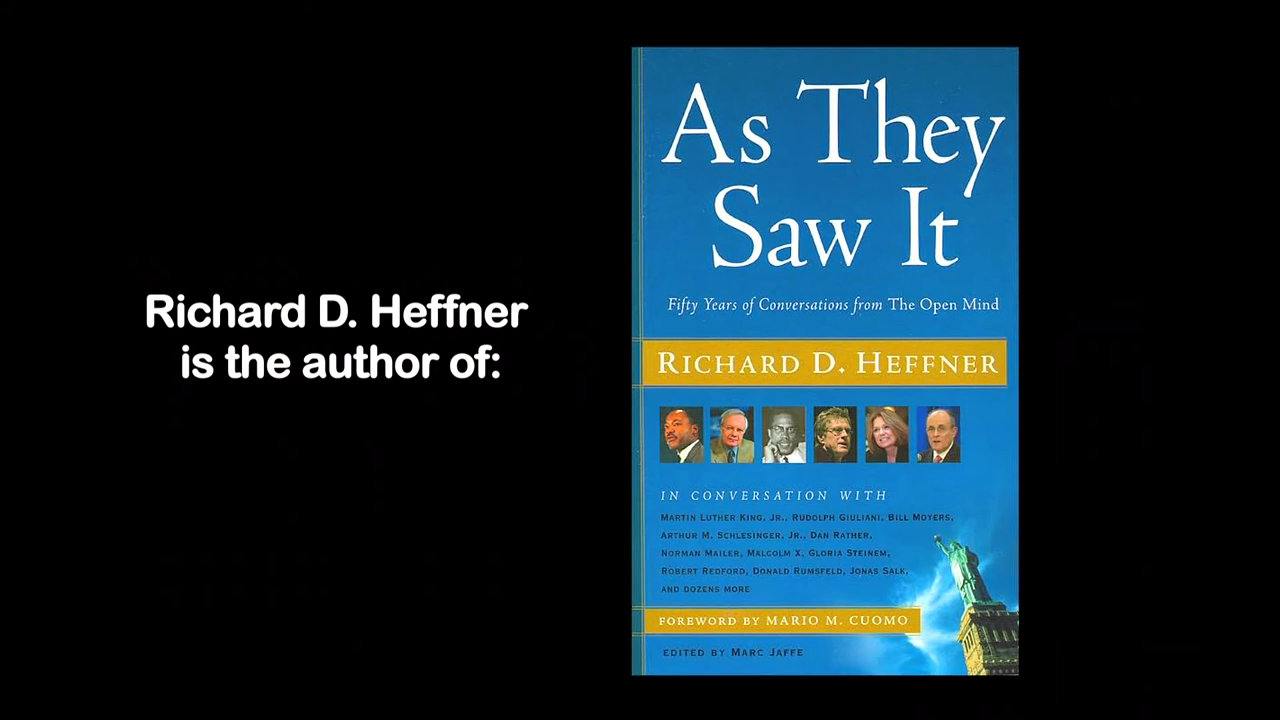 Richard D. Heffner
is the author of:
As They
Saw It
Fifty Years of Conversations from The Open Mind
RICHARD D. HEFFNER
IN CONVERSATION WITH
MARTIN LUTHER KING, JR., RUDOLPH GIULIANI, BILL MOYERS,
ARTHUR M. SCHLESINGER, JR., DAN RATHER,
NORMAN MAILER, MALCOLM X, GLORIA STEINEM,
ROBERT REDFORD, DONALD RUMSFELD, JONAS SALK,
AND DOZENS MORE
FOREWORD BY MARIO M. CUOMO
EDITED BY MARC JAFFE